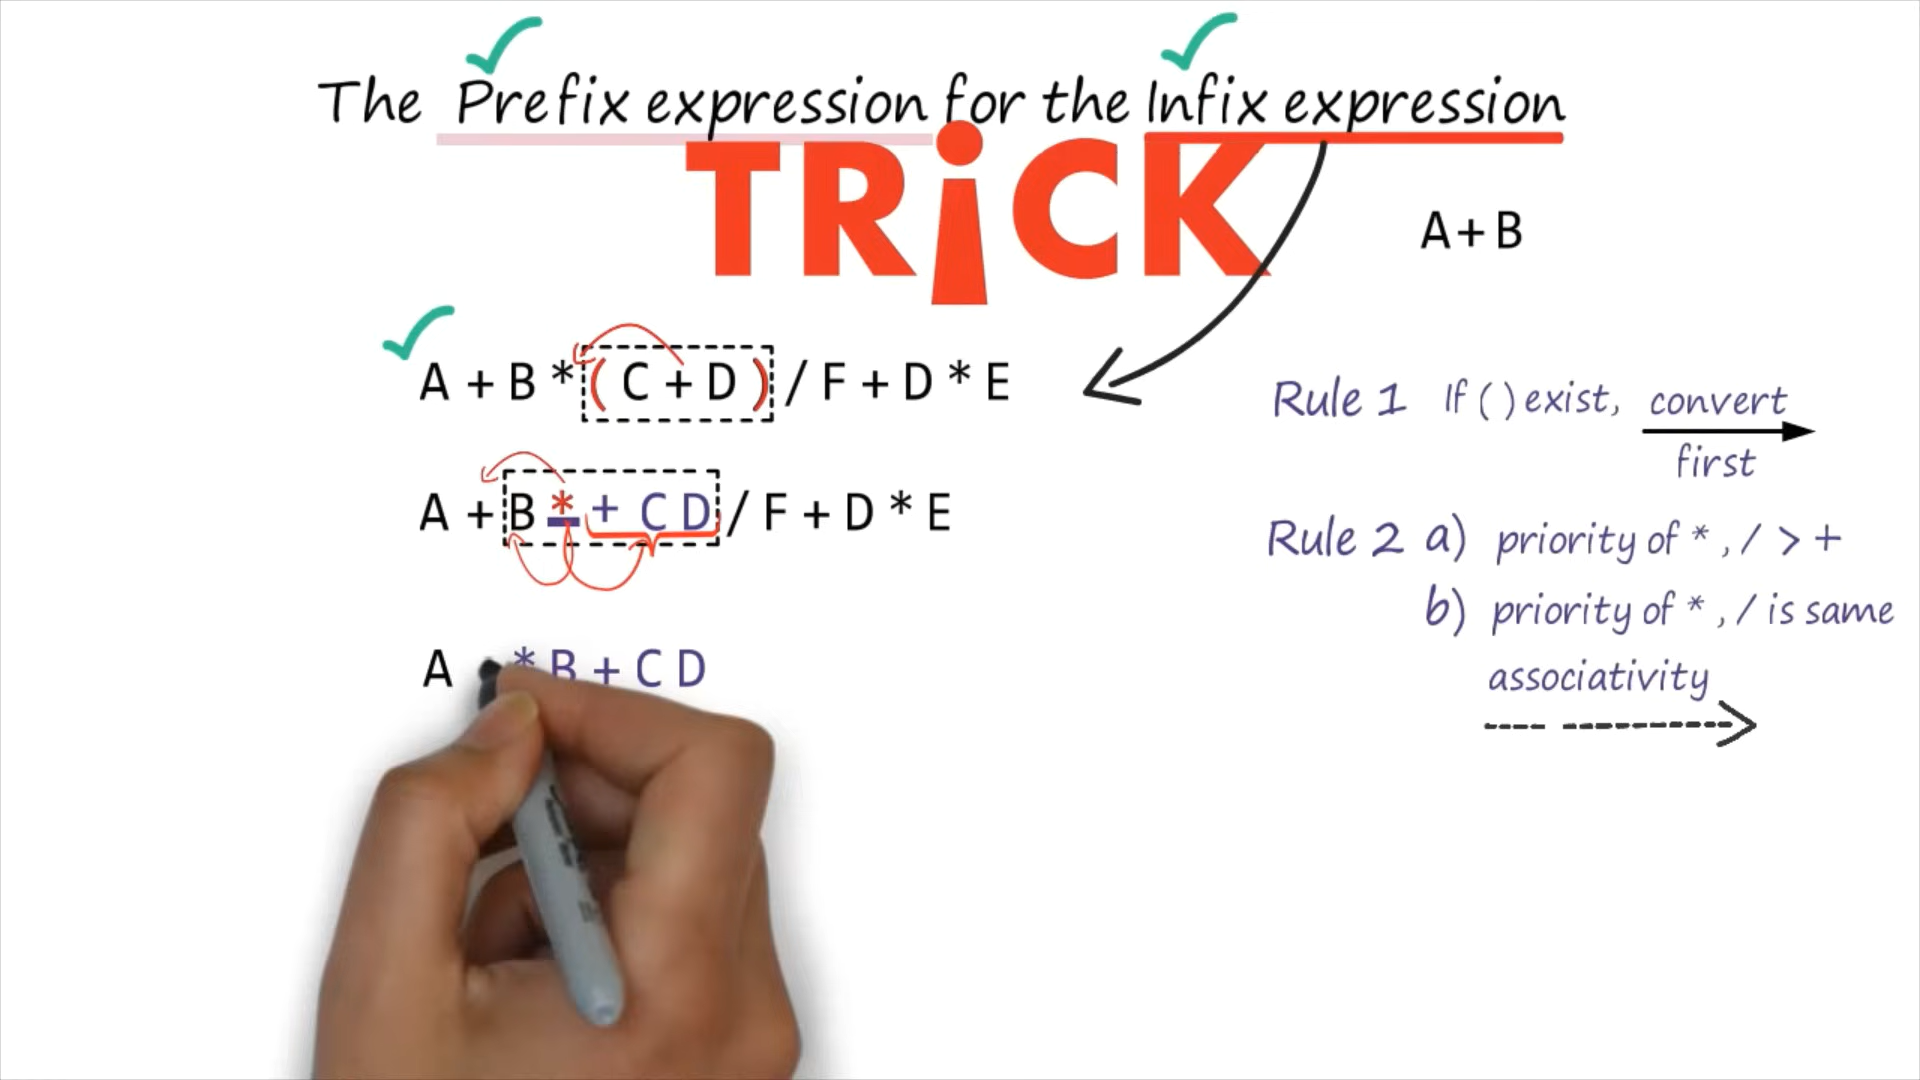 The Prefix expression for the Infix expression
TRiCK
A + B
A + B * ( C + D ) / F + D * E
A + B * + C D / F + D * E
A * B + C D
Rule 1 If ( ) exist, convert
first
Rule 2 a) priority of * , / > +
b) priority of * , / is same
associativity